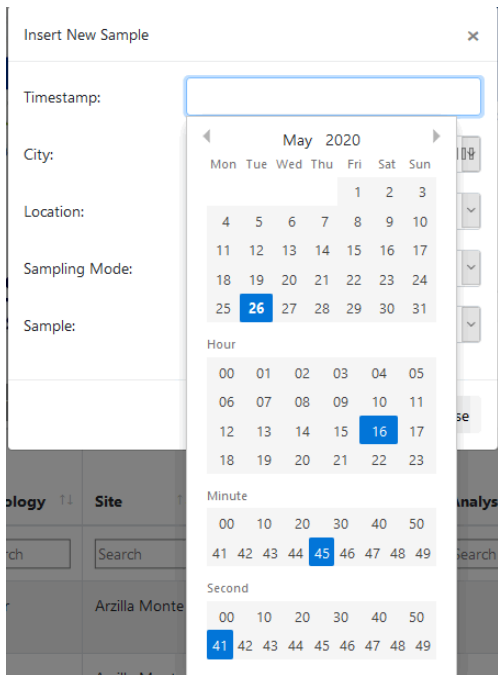 Insert New Sample ×
Timestamp:
City:
Location:
Sampling Mode:
Sample:
May 2020
Mon Tue Wed Thu Fri Sat Sun
1 2 3
4 5 6 7 8 9 10
11 12 13 14 15 16 17
18 19 20 21 22 23 24
25 26 27 28 29 30 31
Hour
00 01 02 03 04 05
06 07 08 09 10 11
12 13 14 15 16 17
18 19 20 21 22 23
Minute
00 10 20 30 40 50
41 42 43 44 45 46 47 48 49
Second
00 10 20 30 40 50
41 42 43 44 45 46 47 48 49
se
ology Site Analys
rch Search Search
Arzilla Monte